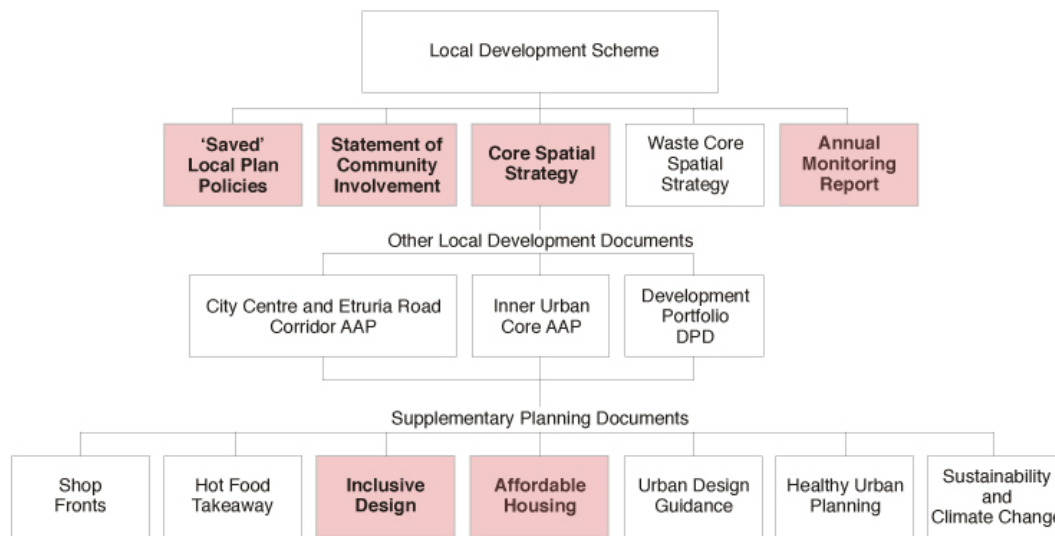 Local Development Scheme
‘Saved’
Local Plan
Policies
Statement of
Community
Involvement
Core Spatial
Strategy
Waste Core
Spatial
Strategy
Annual
Monitoring
Report
Other Local Development Documents
City Centre and Etruria Road
Corridor AAP
Inner Urban
Core AAP
Development
Portfolio
DPD
Supplementary Planning Documents
Shop
Fronts
Hot Food
Takeaway
Inclusive
Design
Affordable
Housing
Urban Design
Guidance
Healthy Urban
Planning
Sustainability
and
Climate Change